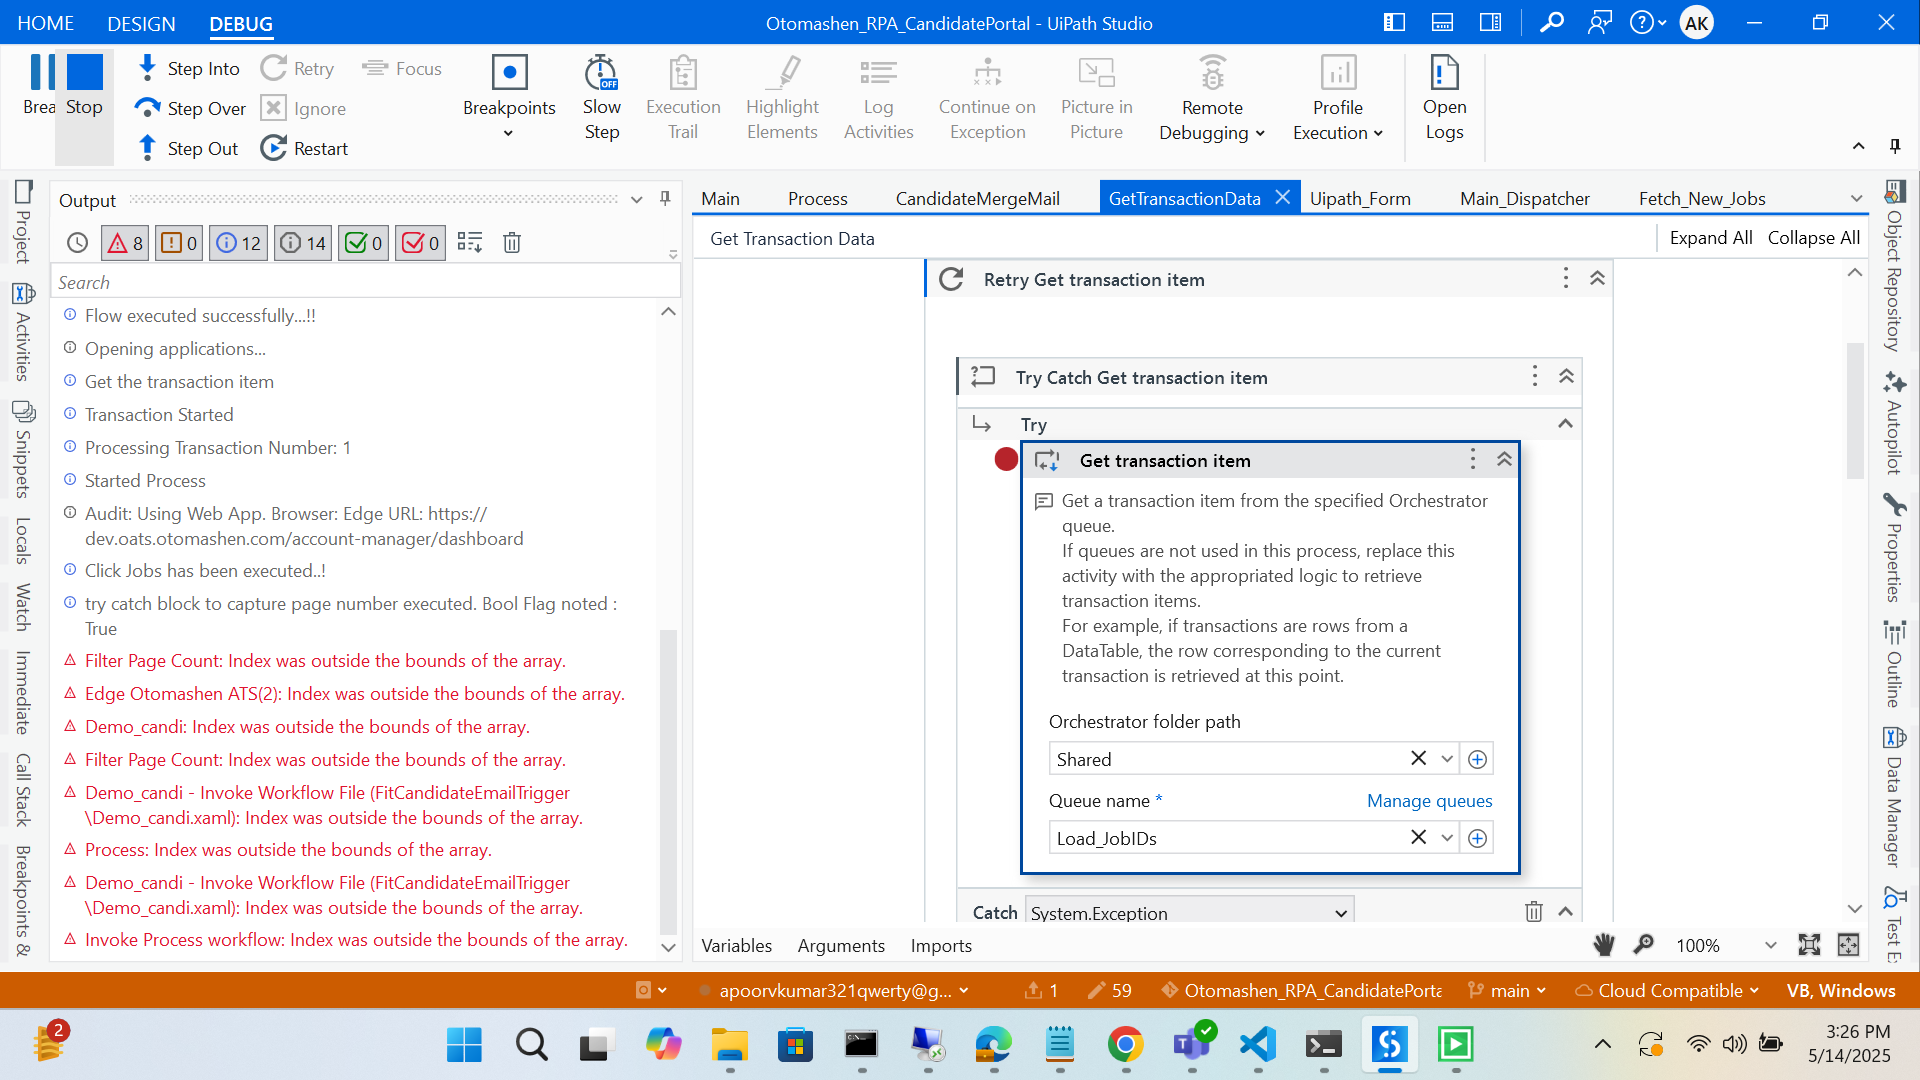 HOME DESIGN DEBUG
Otomashen_RPA_CandidatePortal - UiPath Studio
AK
Brea
Stop
Step Into
Step Over
Step Out
Retry
Ignore
Restart
Focus
Breakpoints
Slow
Step
OFF
Execution
Trail
Highlight
Elements
Log
Activities
Continue on
Exception
Picture in
Picture
Remote
Debugging
Profile
Execution
Open
Logs
Project
Activities
Snippets
Locals
Watch
Immediate
Call Stack
Breakpoints &
Output
8 0 12 14 0 0
Search
Flow executed successfully...!!
Opening applications...
Get the transaction item
Transaction Started
Processing Transaction Number: 1
Started Process
Audit: Using Web App. Browser: Edge URL: https://
dev.oats.otomashen.com/account-manager/dashboard
Click Jobs has been executed..!
try catch block to capture page number executed. Bool Flag noted :
True
Filter Page Count: Index was outside the bounds of the array.
Edge Otomashen ATS(2): Index was outside the bounds of the array.
Demo_candi: Index was outside the bounds of the array.
Filter Page Count: Index was outside the bounds of the array.
Demo_candi - Invoke Workflow File (FitCandidateEmailTrigger
\Demo_candi.xaml): Index was outside the bounds of the array.
Process: Index was outside the bounds of the array.
Demo_candi - Invoke Workflow File (FitCandidateEmailTrigger
\Demo_candi.xaml): Index was outside the bounds of the array.
Invoke Process workflow: Index was outside the bounds of the array.
Main Process CandidateMergeMail GetTransactionData Uipath_Form Main_Dispatcher Fetch_New_Jobs
Get Transaction Data
Expand All Collapse All
Retry Get transaction item
Try Catch Get transaction item
Try
Get transaction item
Get a transaction item from the specified Orchestrator
queue.
If queues are not used in this process, replace this
activity with the appropriated logic to retrieve
transaction items.
For example, if transactions are rows from a
DataTable, the row corresponding to the current
transaction is retrieved at this point.
Orchestrator folder path
Shared
Queue name * Manage queues
Load_JobIDs
Catch System.Exception
Variables Arguments Imports
100%
Object Repository
Autopilot
Properties
Outline
Data Manager
Test E
apoorvkumar321qwerty@g... 1 59 Otomashen_RPA_CandidatePorta main Cloud Compatible VB, Windows
2
3:26 PM
5/14/2025